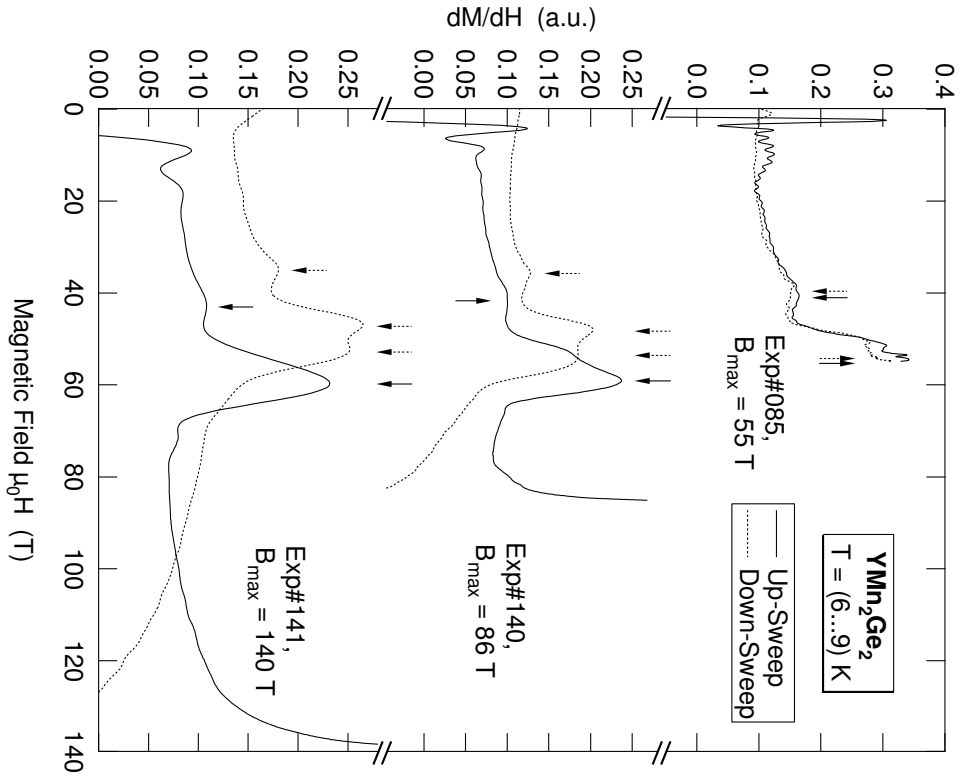 dM/dH (a.u.)
0.00
0.05
0.10
0.15
0.20
0.25
0.00
0.05
0.10
0.15
0.20
0.25
0.0
0.1
0.2
0.3
0.4
0
20
40
60
80
100
120
140
Magnetic Field μ₀H (T)
YMn₂Ge₂
T = (6...9) K
Up-Sweep
Down-Sweep
Exp#085,
Bmax = 55 T
Exp#140,
Bmax = 86 T
Exp#141,
Bmax = 140 T